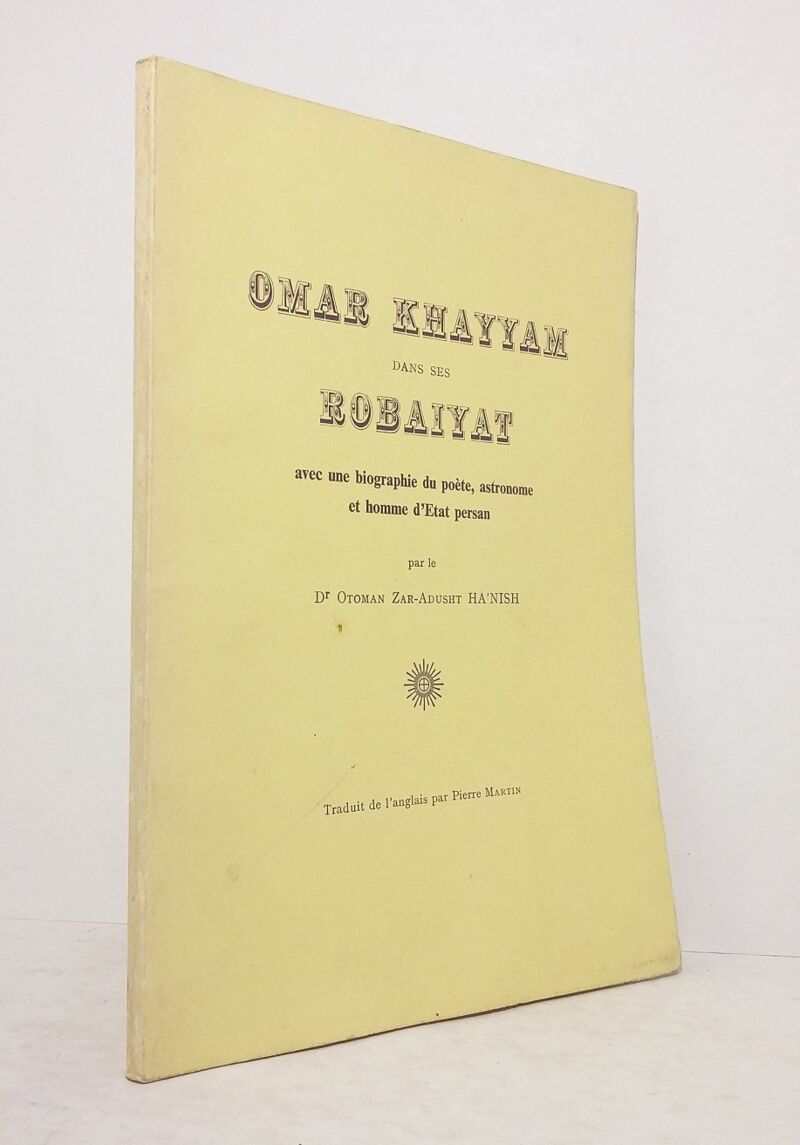 OMAR KHAYYAM
DANS SES
ROBAIYAT
avec une biographie du poète, astronome
et homme d'Etat persan
par le
Dr OTOMAN ZAR-ADUSHT HA'NISH
Traduit de l'anglais par Pierre MARTIN